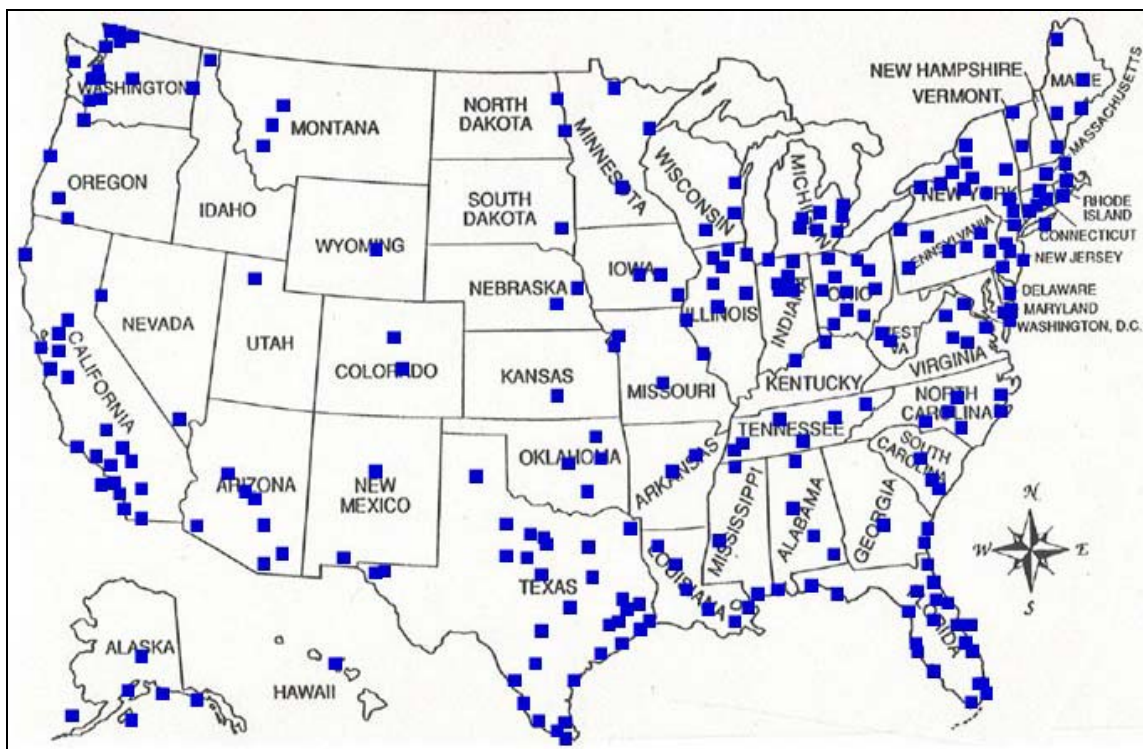 NEW HAMPSHIRE
VERMONT
MAINE
MASSACHUSETTS
WASHINGTON
MONTANA
NORTH
DAKOTA
MINNESOTA
WISCONSIN
MICHIGAN
NEW YORK
RHODE
ISLAND
CONNECTICUT
OREGON
IDAHO
SOUTH
DAKOTA
WYOMING
IOWA
PENNSYLVANIA
NEW JERSEY
NEBRASKA
ILLINOIS
INDIANA
OHIO
DELAWARE
MARYLAND
WASHINGTON, D.C.
NEVADA
UTAH
COLORADO
KANSAS
MISSOURI
WEST
VA
VIRGINIA
KENTUCKY
CALIFORNIA
NORTH
CAROLINA
TENNESSEE
ARIZONA
NEW
MEXICO
OKLAHOMA
ARKANSAS
SOUTH
CAROLINA
MISSISSIPPI
ALABAMA
GEORGIA
N
W
E
S
TEXAS
LOUISIANA
FLORIDA
ALASKA
HAWAII